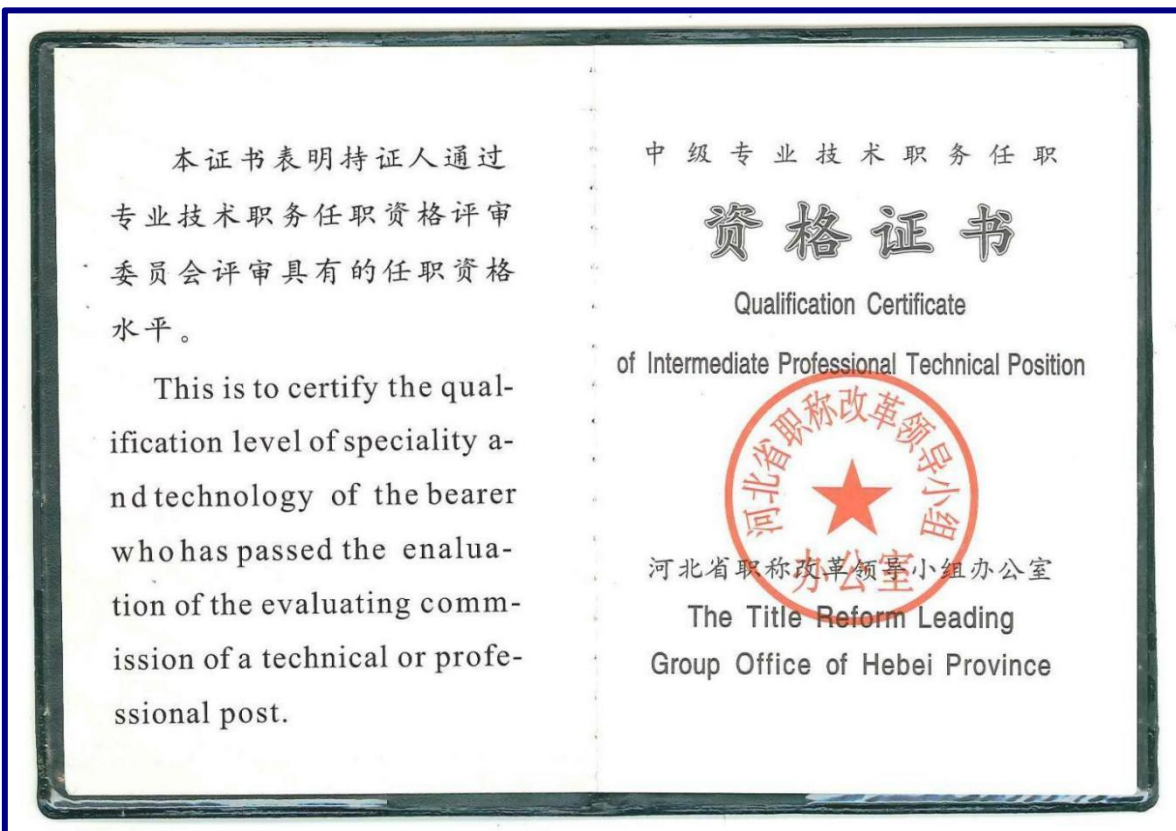 本证书表明持证人通过
专业技术职务任职资格评审
委员会评审具有的任职资格
水平。
This is to certify the qual-
ification level of speciality a-
nd technology of the bearer
who has passed the enalua-
tion of the evaluating comm-
ission of a technical or profe-
ssional post.
中级专业技术职务任职
资格证书
Qualification Certificate
of Intermediate Professional Technical Position
河北省职称改革领导小组
办公室
河北省职称改革领导小组办公室
The Title Reform Leading
Group Office of Hebei Province